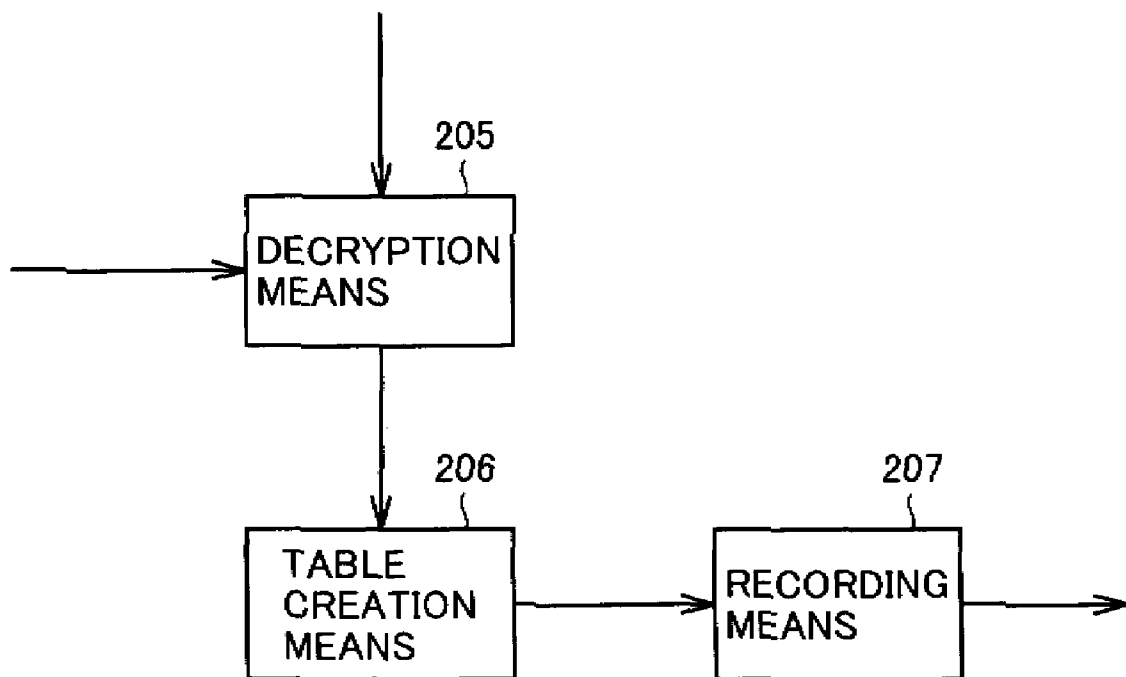 205
DECRYPTION
MEANS
206
TABLE
CREATION
MEANS
207
RECORDING
MEANS